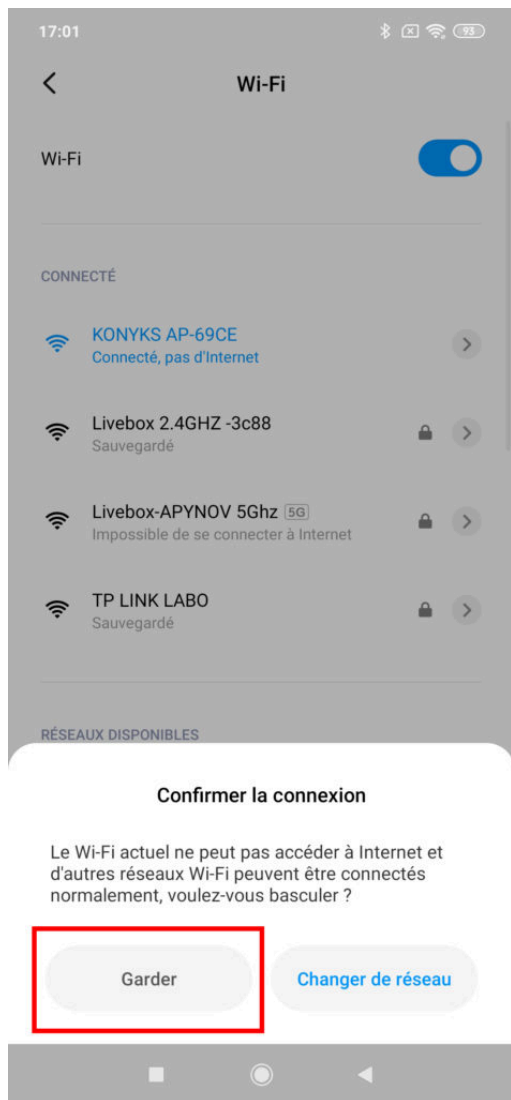 17:01
93
Wi-Fi
Wi-Fi
CONNECTÉ
KONYKS AP-69CE
Connecté, pas d'Internet
Livebox 2.4GHZ -3c88
Sauvegardé
Livebox-APYNOV 5Ghz 5G
Impossible de se connecter à Internet
TP LINK LABO
Sauvegardé
RÉSEAUX DISPONIBLES
Confirmer la connexion
Le Wi-Fi actuel ne peut pas accéder à Internet et
d'autres réseaux Wi-Fi peuvent être connectés
normalement, voulez-vous basculer ?
Garder
Changer de réseau